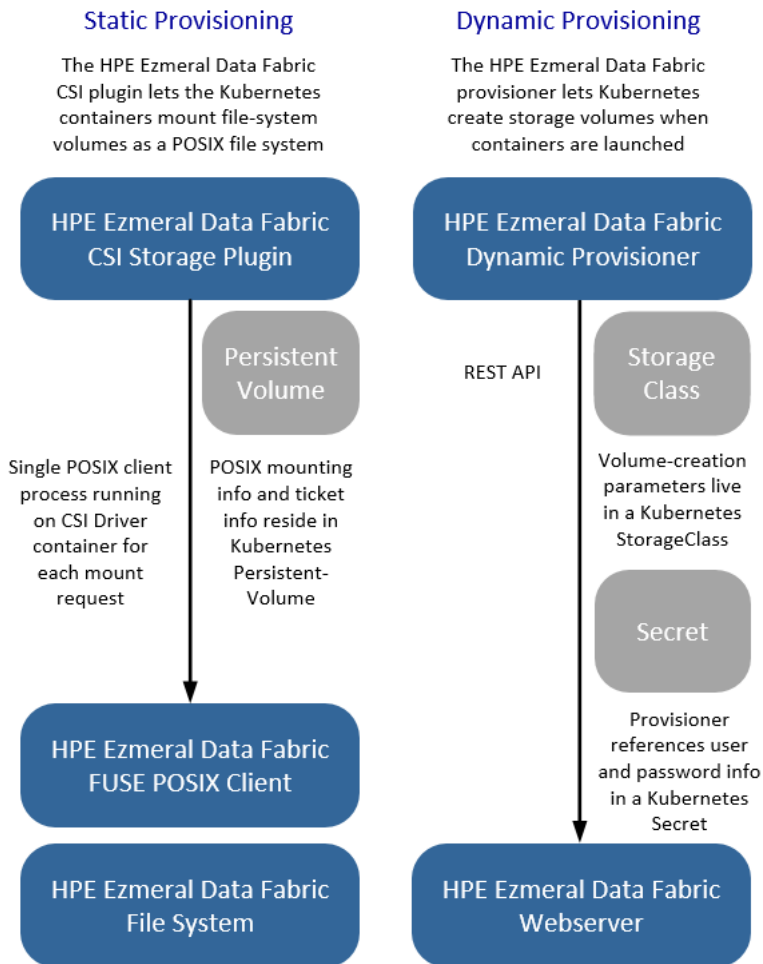 Static Provisioning
The HPE Ezmeral Data Fabric
CSI plugin lets the Kubernetes
containers mount file-system
volumes as a POSIX file system
HPE Ezmeral Data Fabric
CSI Storage Plugin
Persistent
Volume
Single POSIX client
process running
on CSI Driver
container for
each mount
request
POSIX mounting
info and ticket
info reside in
Kubernetes
Persistent-
Volume
HPE Ezmeral Data Fabric
FUSE POSIX Client
HPE Ezmeral Data Fabric
File System
Dynamic Provisioning
The HPE Ezmeral Data Fabric
provisioner lets Kubernetes
create storage volumes when
containers are launched
HPE Ezmeral Data Fabric
Dynamic Provisioner
REST API
Storage
Class
Volume-creation
parameters live
in a Kubernetes
StorageClass
Secret
Provisioner
references user
and password info
in a Kubernetes
Secret
HPE Ezmeral Data Fabric
Webserver